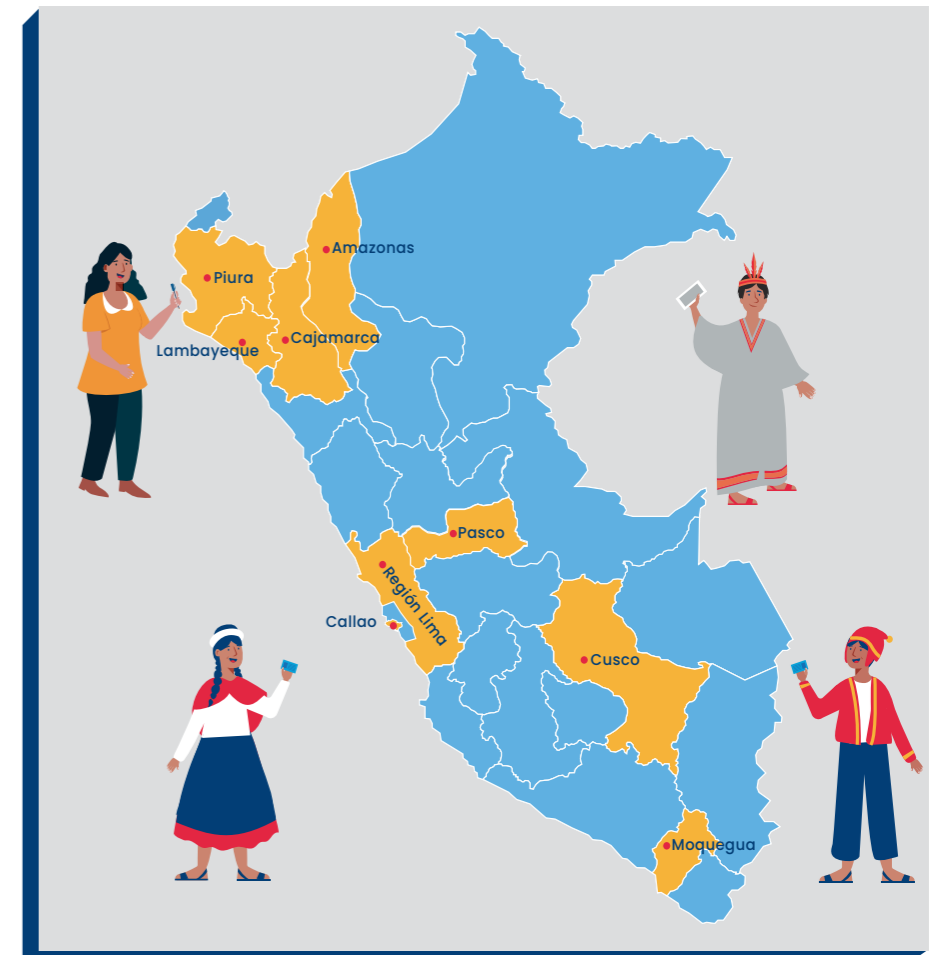 Amazonas
Piura
Cajamarca
Lambayeque
Pasco
Región Lima
Callao
Cusco
Moquegua